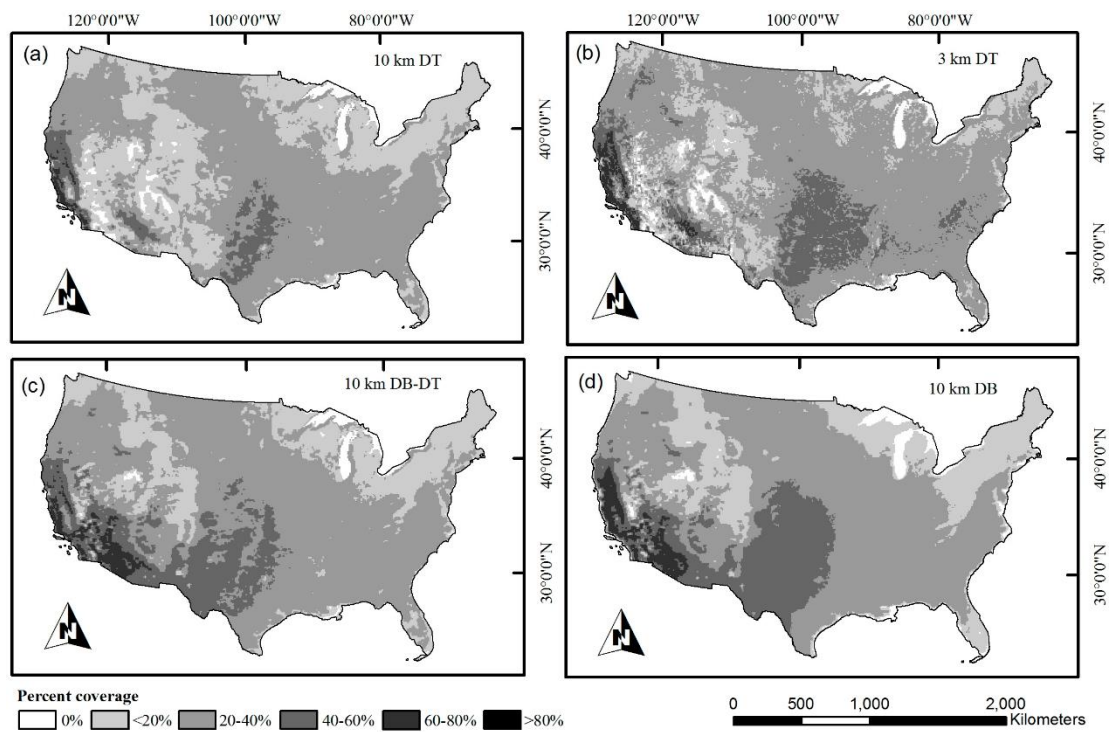 120°0'0"W 100°0'0"W 80°0'0"W
120°0'0"W 100°0'0"W 80°0'0"W
(a) 10 km DT
(b) 3 km DT
40°0'0"N
30°0'0"N
40°0'0"N
30°0'0"N
N
N
(c) 10 km DB-DT
(d) 10 km DB
40°0'0"N
30°0'0"N
40°0'0"N
30°0'0"N
N
N
Percent coverage
0% <20% 20-40% 40-60% 60-80% >80%
0 500 1,000 2,000
Kilometers